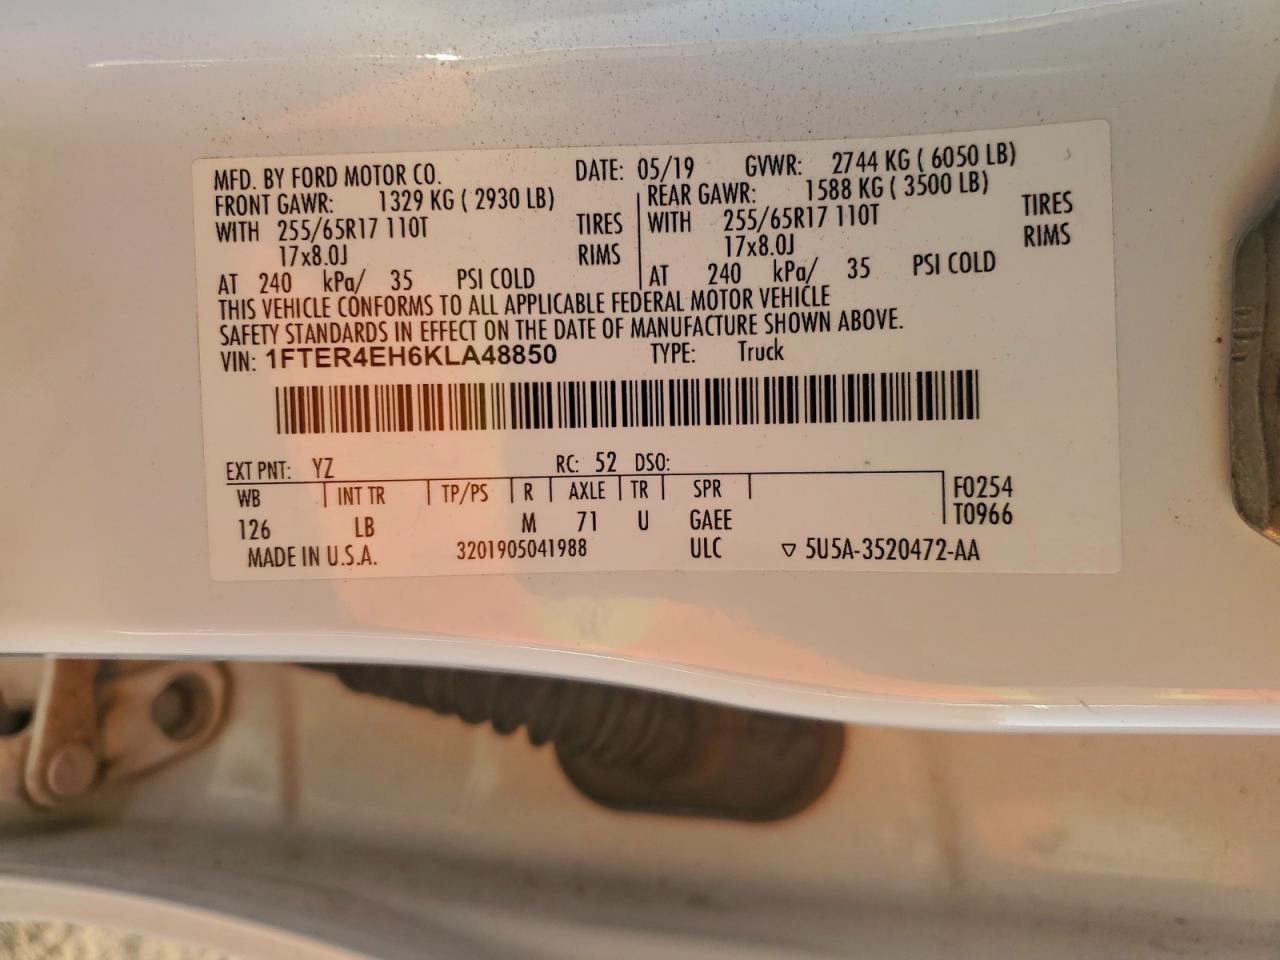 MFD. BY FORD MOTOR CO. DATE: 05/19 GVWR: 2744 KG ( 6050 LB)
FRONT GAWR: 1329 KG ( 2930 LB) REAR GAWR: 1588 KG ( 3500 LB)
WITH 255/65R17 110T TIRES WITH 255/65R17 110T TIRES
17x8.0J RIMS 17x8.0J RIMS
AT 240 kPa/ 35 PSI COLD AT 240 kPa/ 35 PSI COLD
THIS VEHICLE CONFORMS TO ALL APPLICABLE FEDERAL MOTOR VEHICLE
SAFETY STANDARDS IN EFFECT ON THE DATE OF MANUFACTURE SHOWN ABOVE.
VIN: 1FTER4EH6KLA48850 TYPE: Truck
EXT PNT: YZ RC: 52 DSO:
WB INT TR TP/PS R AXLE TR SPR F0254
126 LB M 71 U GAEE T0966
MADE IN U.S.A. 3201905041988 ULC ▽ 5U5A-3520472-AA